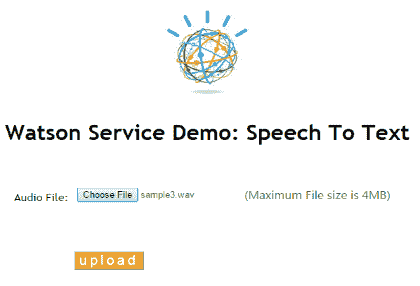 Watson Service Demo: Speech To Text
Audio File: Choose File sample3.wav (Maximum File size is 4MB)
upload